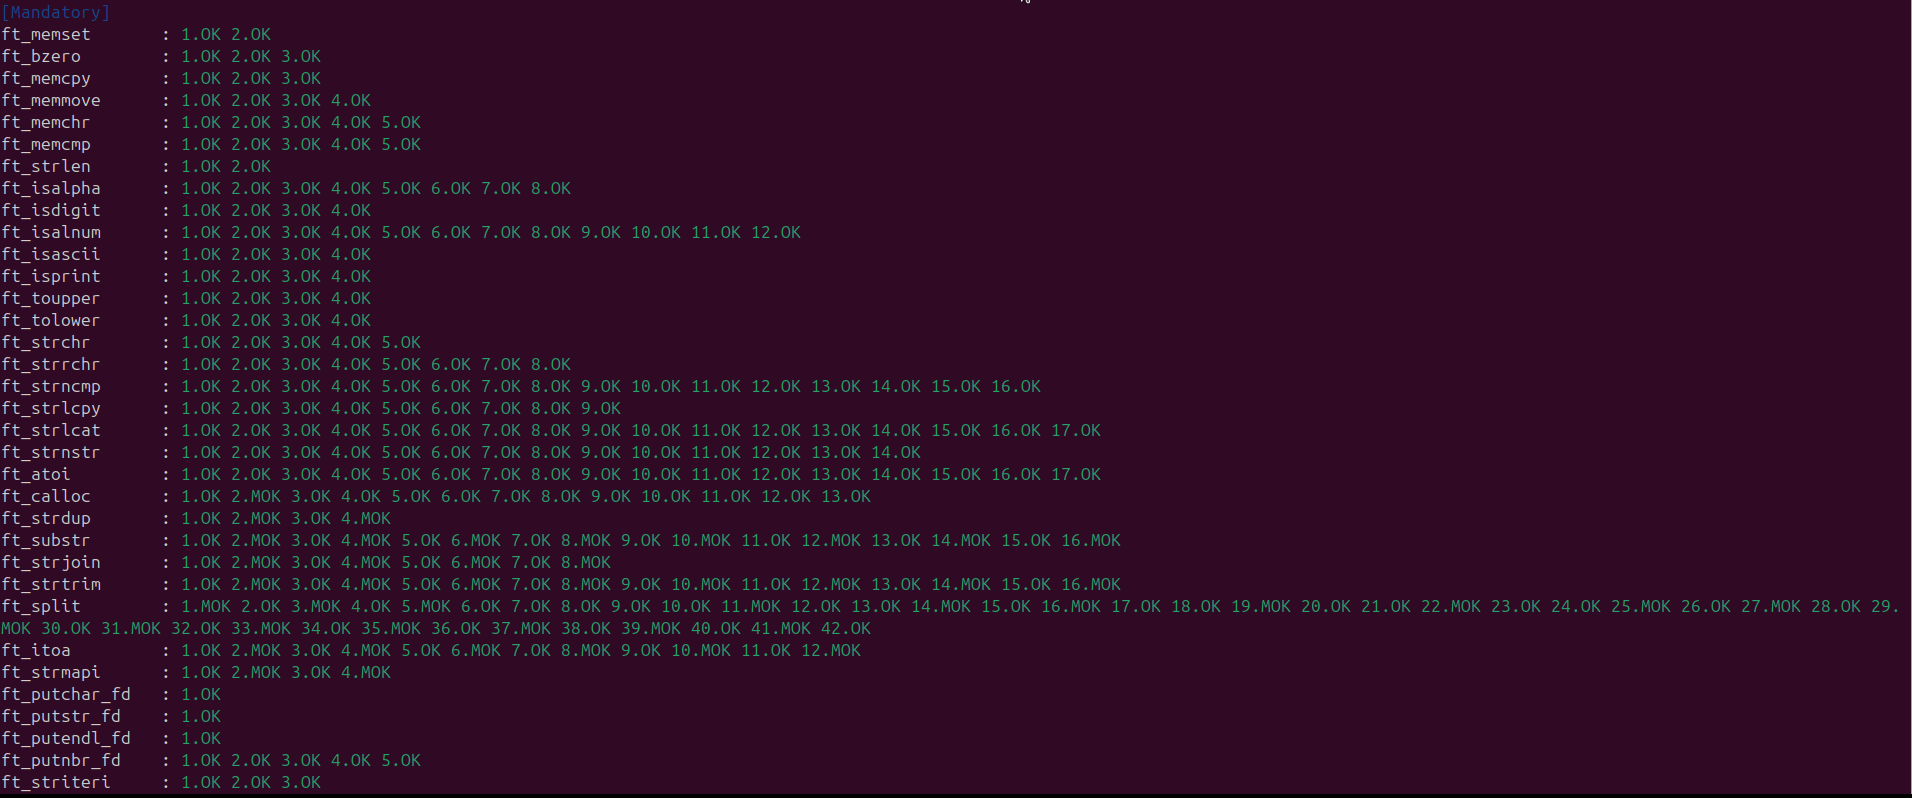 [Mandatory]
ft_memset       : 1.OK 2.OK
ft_bzero        : 1.OK 2.OK 3.OK
ft_memcpy       : 1.OK 2.OK 3.OK
ft_memmove      : 1.OK 2.OK 3.OK 4.OK
ft_memchr       : 1.OK 2.OK 3.OK 4.OK 5.OK
ft_memcmp       : 1.OK 2.OK 3.OK 4.OK 5.OK
ft_strlen       : 1.OK 2.OK
ft_isalpha      : 1.OK 2.OK 3.OK 4.OK 5.OK 6.OK 7.OK 8.OK
ft_isdigit      : 1.OK 2.OK 3.OK 4.OK
ft_isalnum      : 1.OK 2.OK 3.OK 4.OK 5.OK 6.OK 7.OK 8.OK 9.OK 10.OK 11.OK 12.OK
ft_isascii      : 1.OK 2.OK 3.OK 4.OK
ft_isprint      : 1.OK 2.OK 3.OK 4.OK
ft_toupper      : 1.OK 2.OK 3.OK 4.OK
ft_tolower      : 1.OK 2.OK 3.OK 4.OK
ft_strchr       : 1.OK 2.OK 3.OK 4.OK 5.OK
ft_strrchr      : 1.OK 2.OK 3.OK 4.OK 5.OK 6.OK 7.OK 8.OK
ft_strncmp      : 1.OK 2.OK 3.OK 4.OK 5.OK 6.OK 7.OK 8.OK 9.OK 10.OK 11.OK 12.OK 13.OK 14.OK 15.OK 16.OK
ft_strlcpy      : 1.OK 2.OK 3.OK 4.OK 5.OK 6.OK 7.OK 8.OK 9.OK
ft_strlcat      : 1.OK 2.OK 3.OK 4.OK 5.OK 6.OK 7.OK 8.OK 9.OK 10.OK 11.OK 12.OK 13.OK 14.OK 15.OK 16.OK 17.OK
ft_strnstr      : 1.OK 2.OK 3.OK 4.OK 5.OK 6.OK 7.OK 8.OK 9.OK 10.OK 11.OK 12.OK 13.OK 14.OK
ft_atoi         : 1.OK 2.OK 3.OK 4.OK 5.OK 6.OK 7.OK 8.OK 9.OK 10.OK 11.OK 12.OK 13.OK 14.OK 15.OK 16.OK 17.OK
ft_calloc       : 1.OK 2.MOK 3.OK 4.OK 5.OK 6.OK 7.OK 8.OK 9.OK 10.OK 11.OK 12.OK 13.OK
ft_strdup       : 1.OK 2.MOK 3.OK 4.MOK
ft_substr       : 1.OK 2.MOK 3.OK 4.MOK 5.OK 6.MOK 7.OK 8.MOK 9.OK 10.MOK 11.OK 12.MOK 13.OK 14.MOK 15.OK 16.MOK
ft_strjoin      : 1.OK 2.MOK 3.OK 4.MOK 5.OK 6.MOK 7.OK 8.MOK
ft_strtrim      : 1.OK 2.MOK 3.OK 4.MOK 5.OK 6.MOK 7.OK 8.MOK 9.OK 10.MOK 11.OK 12.MOK 13.OK 14.MOK 15.OK 16.MOK
ft_split        : 1.MOK 2.OK 3.MOK 4.OK 5.MOK 6.OK 7.OK 8.OK 9.OK 10.OK 11.MOK 12.OK 13.OK 14.MOK 15.OK 16.MOK 17.OK 18.OK 19.MOK 20.OK 21.OK 22.MOK 23.OK 24.OK 25.MOK 26.OK 27.MOK 28.OK 29.
MOK 30.OK 31.MOK 32.OK 33.MOK 34.OK 35.MOK 36.OK 37.MOK 38.OK 39.MOK 40.OK 41.MOK 42.OK
ft_itoa         : 1.OK 2.MOK 3.OK 4.MOK 5.OK 6.MOK 7.OK 8.MOK 9.OK 10.MOK 11.OK 12.MOK
ft_strmapi      : 1.OK 2.MOK 3.OK 4.MOK
ft_putchar_fd   : 1.OK
ft_putstr_fd    : 1.OK
ft_putendl_fd   : 1.OK
ft_putnbr_fd    : 1.OK 2.OK 3.OK 4.OK 5.OK
ft_striteri     : 1.OK 2.OK 3.OK